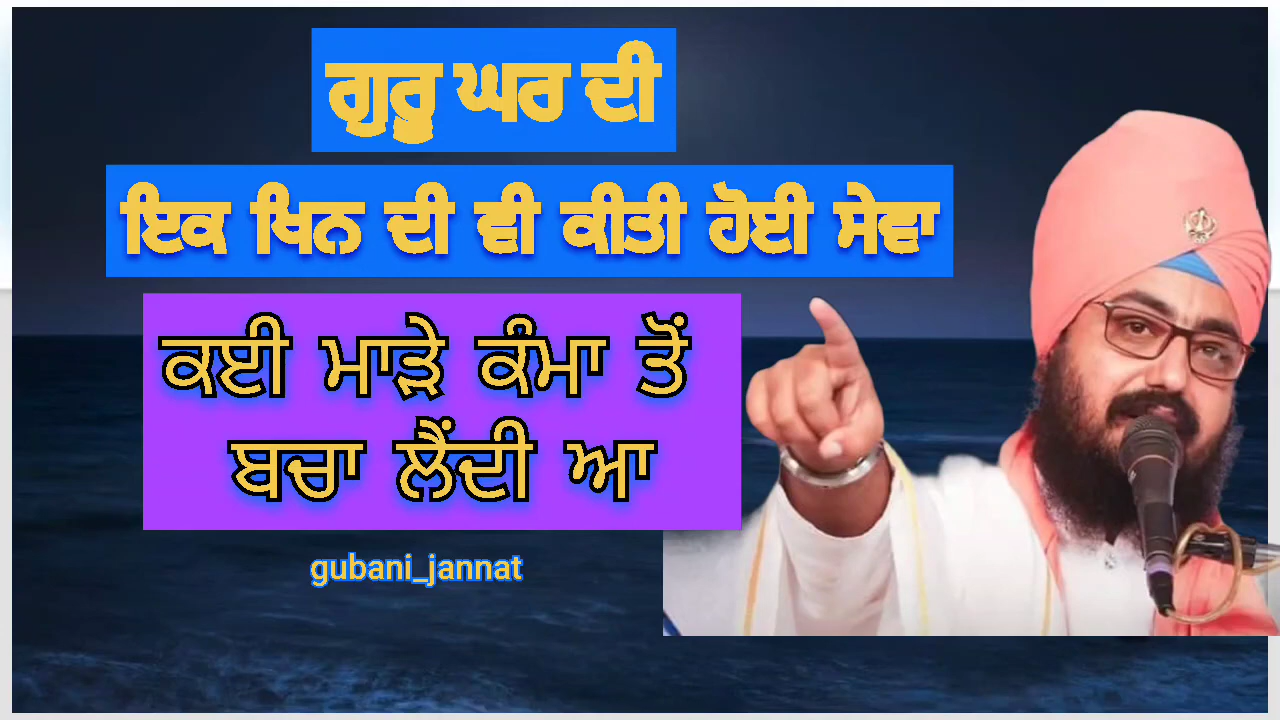 ਗੁਰੂ ਘਰ ਦੀ
ਇਕ ਖਿਨ ਦੀ ਵੀ ਕੀਤੀ ਹੋਈ ਸੇਵਾ
ਕਈ ਮਾੜੇ ਕੰਮਾ ਤੋਂ
ਬਚਾ ਲੈਂਦੀ ਆ
gubani_jannat